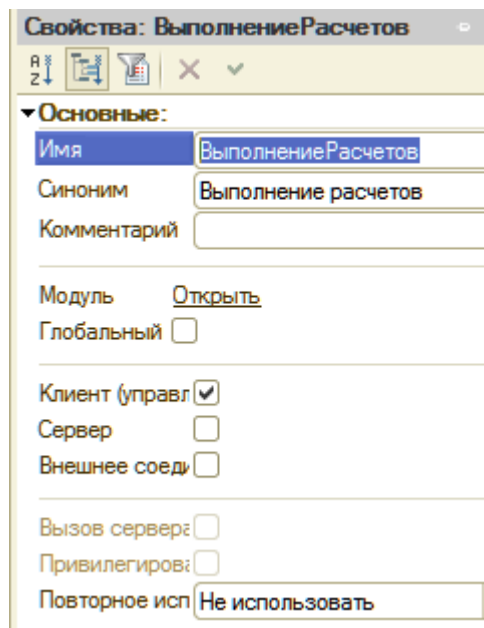 Свойства: ВыполнениеРасчетов
Основные:
Имя ВыполнениеРасчетов
Синоним Выполнение расчетов
Комментарий
Модуль Открыть
Глобальный
Клиент (управл
Сервер
Внешнее соеди
Вызов сервера
Привилегирова
Повторное исп Не использовать